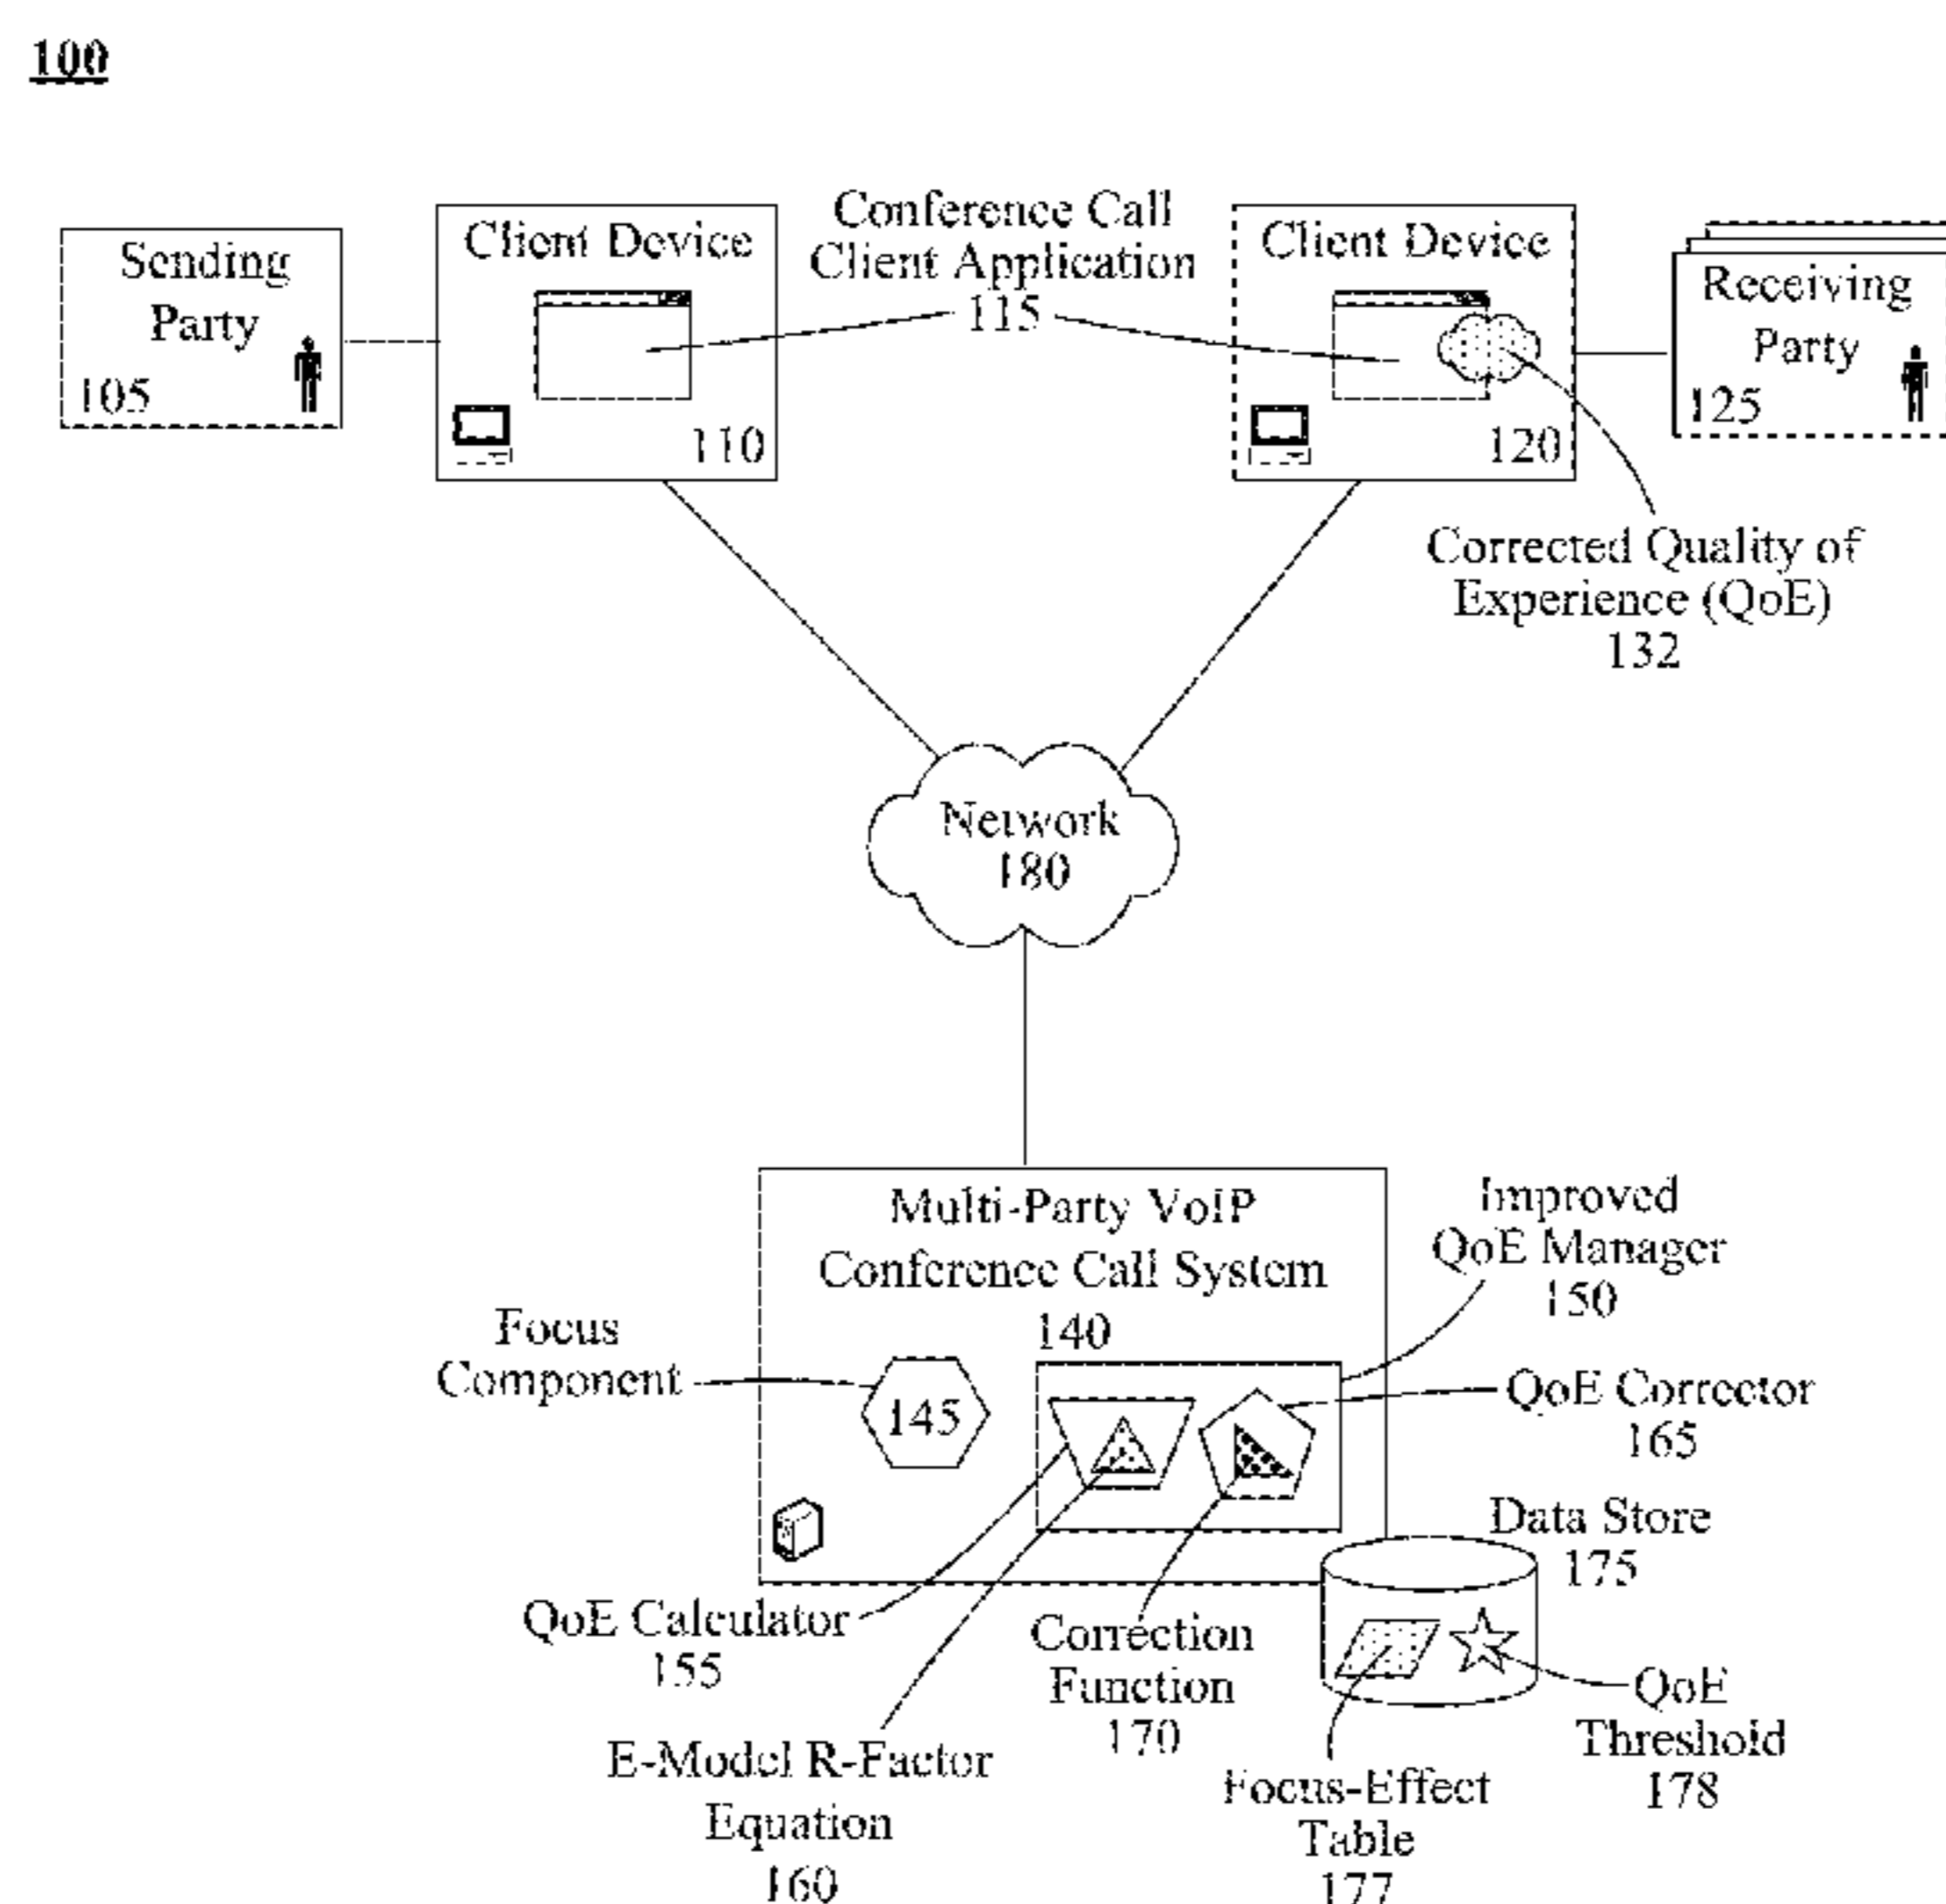 100
Sending
Party
105
Client Device
110
Conference Call
Client Application
115
Client Device
120
Receiving
Party
125
Corrected Quality of
Experience (QoE)
132
Network
180
Multi-Party VoIP
Conference Call System
140
Improved
QoE Manager
150
Focus
Component
145
QoE Corrector
165
Data Store
175
QoE Calculator
155
Correction
Function
170
QoE
Threshold
178
E-Model R-Factor
Equation
160
Focus-Effect
Table
177